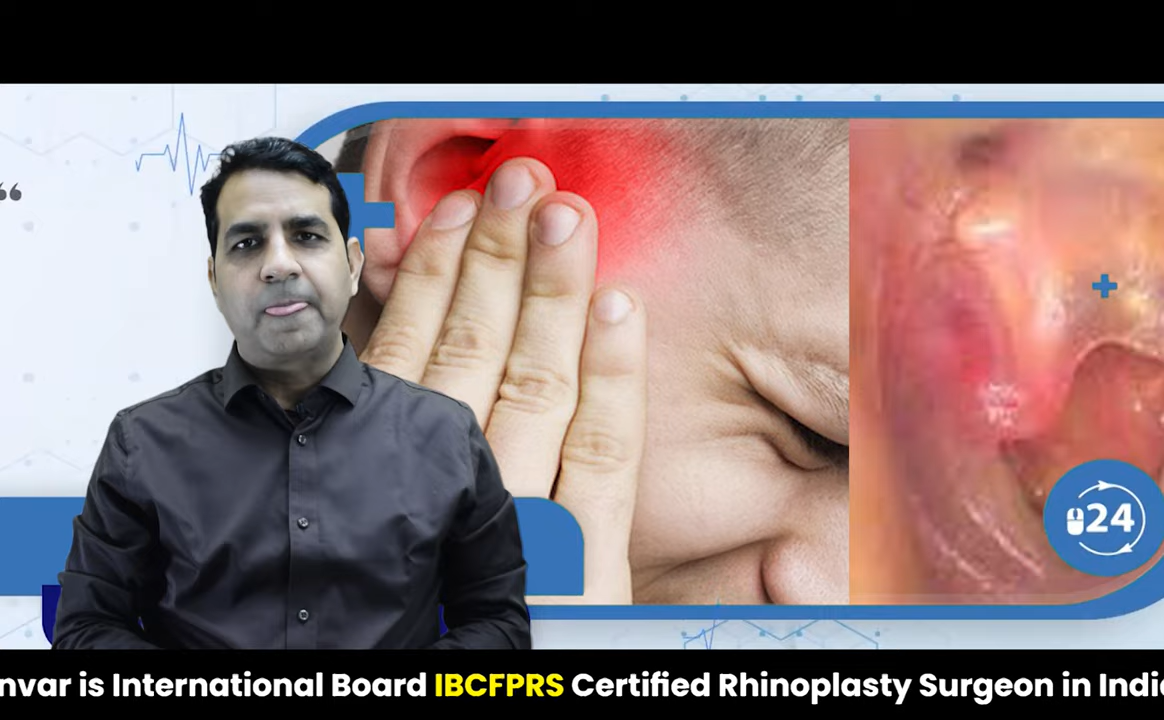 “
24
nvar is International Board IBCFPRS Certified Rhinoplasty Surgeon in Indi